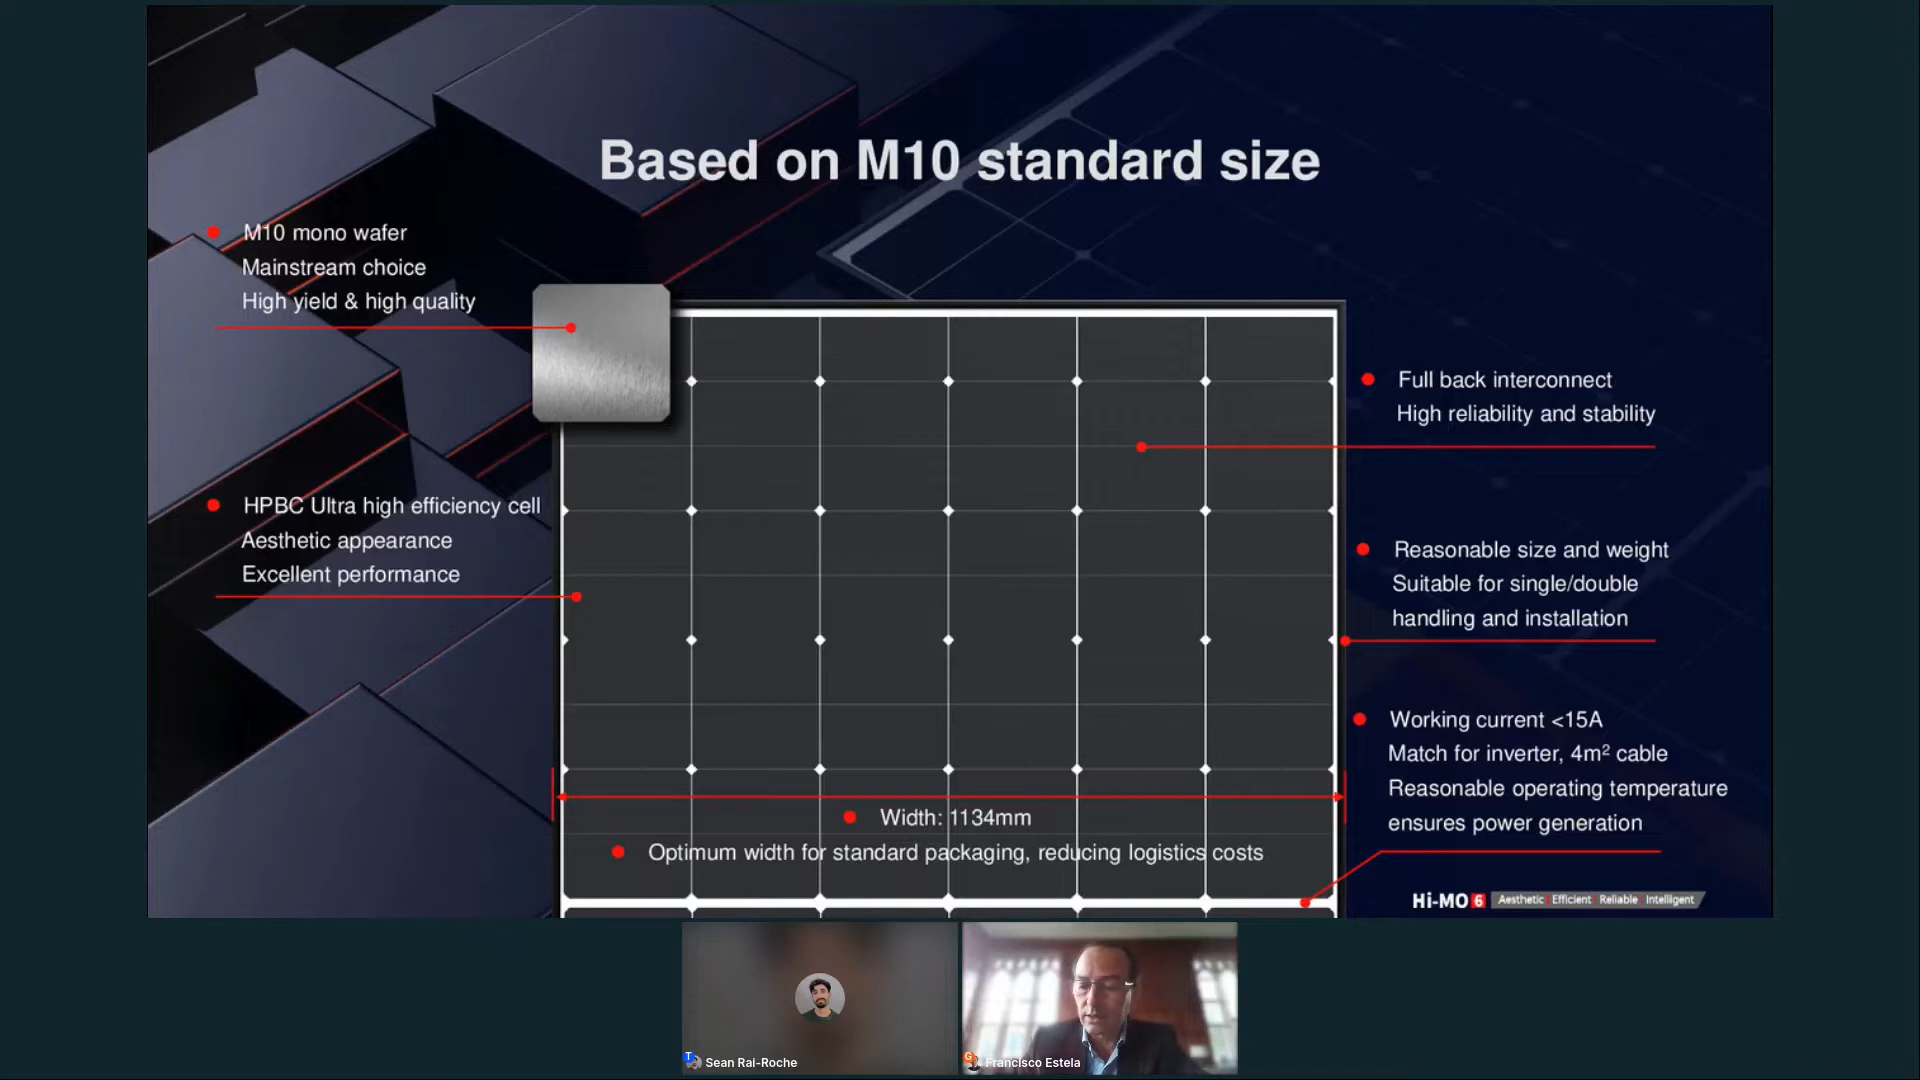 Based on M10 standard size
M10 mono wafer
Mainstream choice
High yield & high quality
HPBC Ultra high efficiency cell
Aesthetic appearance
Excellent performance
Full back interconnect
High reliability and stability
Reasonable size and weight
Suitable for single/double
handling and installation
Working current <15A
Match for inverter, 4m² cable
Reasonable operating temperature
ensures power generation
Width: 1134mm
Optimum width for standard packaging, reducing logistics costs
Hi-MO 6 Aesthetic Efficient Reliable Intelligent
T Sean Rai-Roche
G Francisco Estela